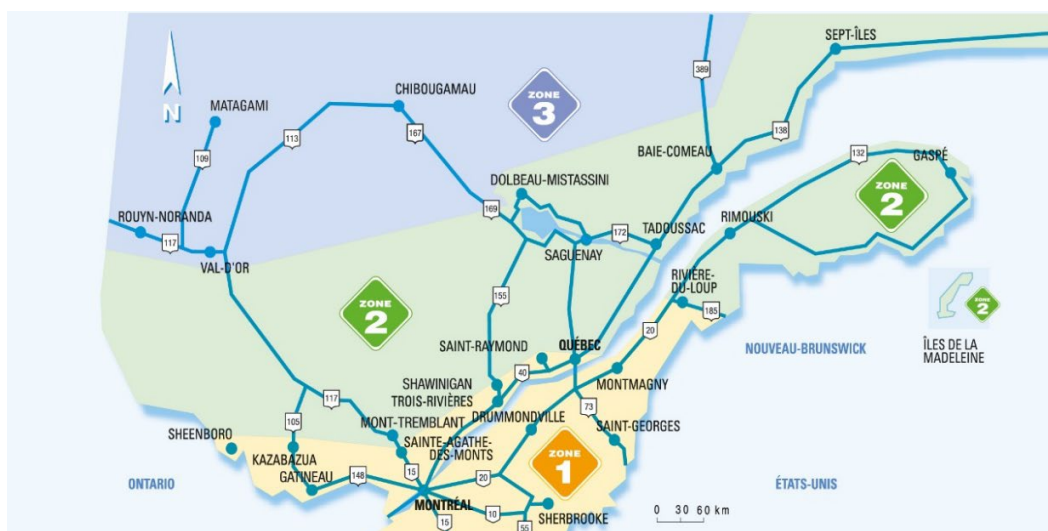 SEPT-ÎLES
389
CHIBOUGAMAU
ZONE
3
N
MATAGAMI
167
138
113
BAIE-COMEAU
132
GASPÉ
109
DOLBEAU-MISTASSINI
ZONE
2
169
ROUYN-NORANDA
RIMOUSKI
117
172
TADOUSSAC
SAGUENAY
VAL-D'OR
RIVIÈRE-
DU-LOUP
155
185
ZONE
2
ZONE
2
20
ÎLES DE LA
MADELEINE
QUÉBEC
NOUVEAU-BRUNSWICK
SAINT-RAYMOND
40
SHAWINIGAN
MONTMAGNY
117
TROIS-RIVIÈRES
73
105
MONT-TREMBLANT
DRUMMONDVILLE
SHEENBORO
SAINTE-AGATHE-
DES-MONTS
SAINT-GEORGES
KAZABAZUA
ZONE
1
GATINEAU
148
15
20
ONTARIO
ÉTATS-UNIS
MONTRÉAL
SHERBROOKE
10
15
55
0 30 60 km